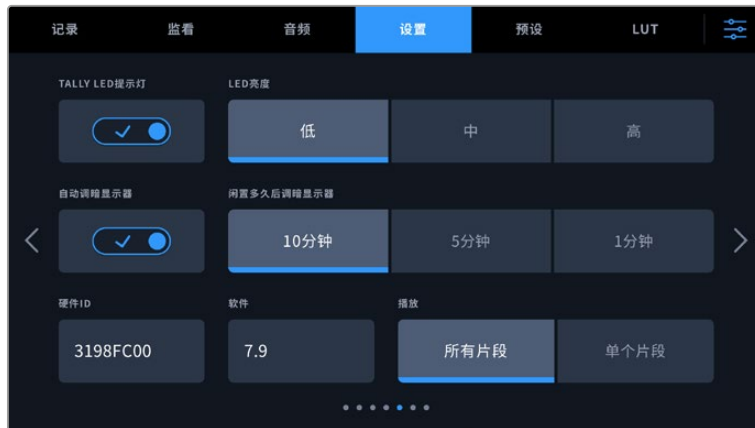 记录 监看 音频 设置 预设 LUT
TALLY LED提示灯 LED亮度
低 中 高
自动调暗显示器 闲置多久后调暗显示器
10分钟 5分钟 1分钟
硬件ID 软件 播放
3198FC00 7.9 所有片段 单个片段